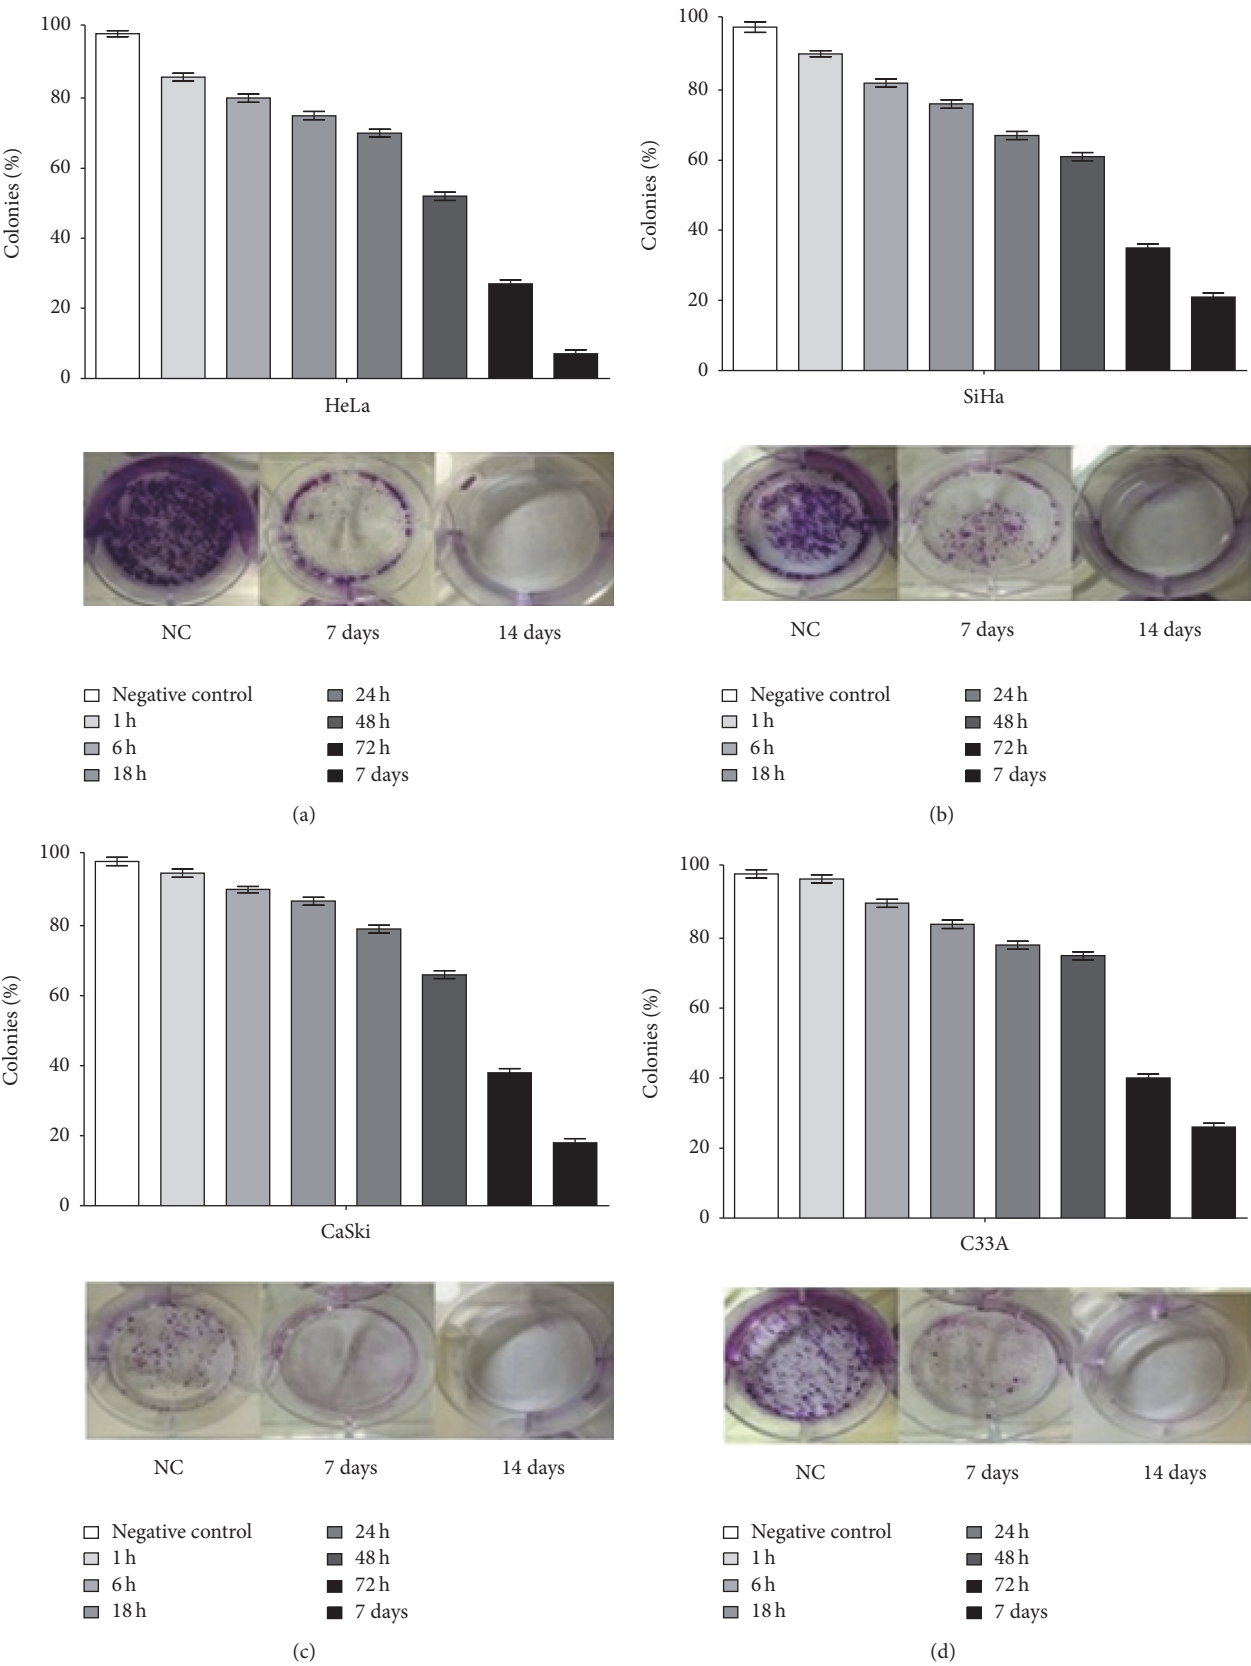 100
80
60
40
20
0
Colonies (%)
HeLa
NC 7 days 14 days
Negative control 24 h
1 h 48 h
6 h 72 h
18 h 7 days
(a)
100
80
60
40
20
0
Colonies (%)
SiHa
NC 7 days 14 days
Negative control 24 h
1 h 48 h
6 h 72 h
18 h 7 days
(b)
100
80
60
40
20
0
Colonies (%)
CaSki
NC 7 days 14 days
Negative control 24 h
1 h 48 h
6 h 72 h
18 h 7 days
(c)
100
80
60
40
20
0
Colonies (%)
C33A
NC 7 days 14 days
Negative control 24 h
1 h 48 h
6 h 72 h
18 h 7 days
(d)